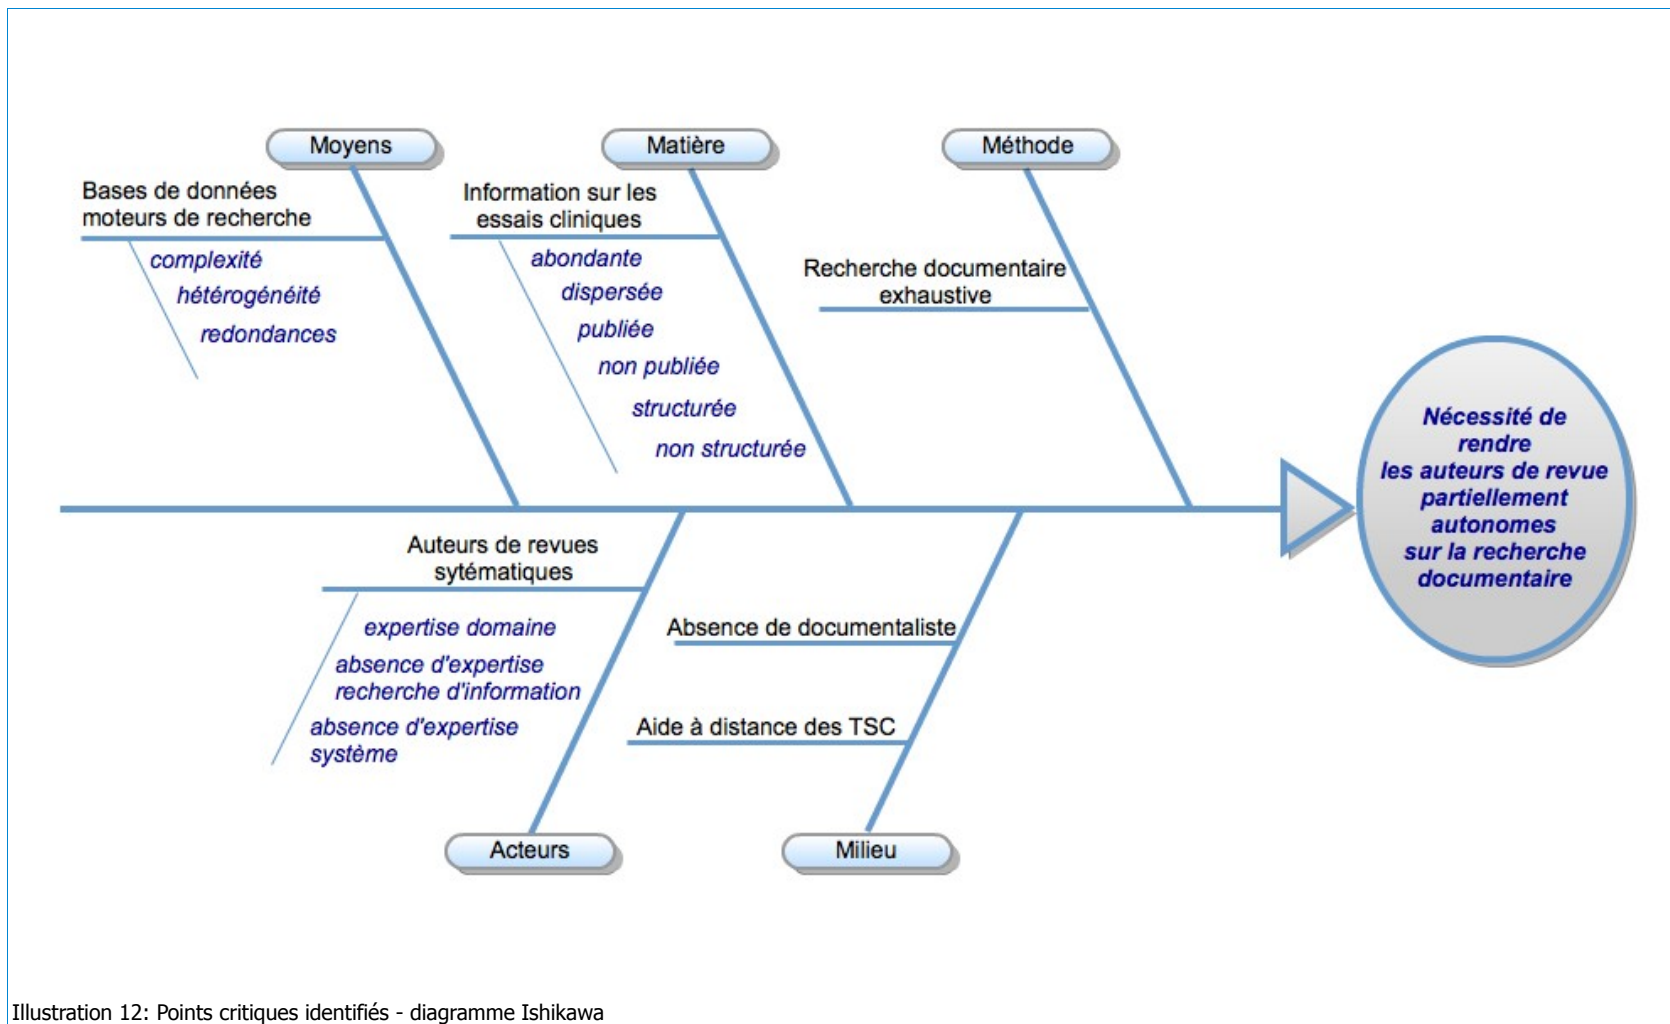 Moyens
Matière
Méthode
Bases de données
moteurs de recherche
complexité
hétérogénéité
redondances
Information sur les
essais cliniques
abondante
dispersée
publiée
non publiée
structurée
non structurée
Recherche documentaire
exhaustive
Nécessité de
rendre
les auteurs de revue
partiellement
autonomes
sur la recherche
documentaire
Auteurs de revues
sytématiques
expertise domaine
absence d'expertise
recherche d'information
absence d'expertise
système
Absence de documentaliste
Aide à distance des TSC
Acteurs
Milieu
Illustration 12: Points critiques identifiés - diagramme Ishikawa